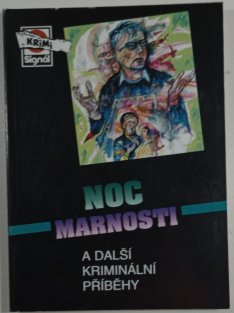 KRIMI
Signál
NOC
MARNOSTI
A DALŠÍ
KRIMINÁLNÍ
PŘÍBĚHY